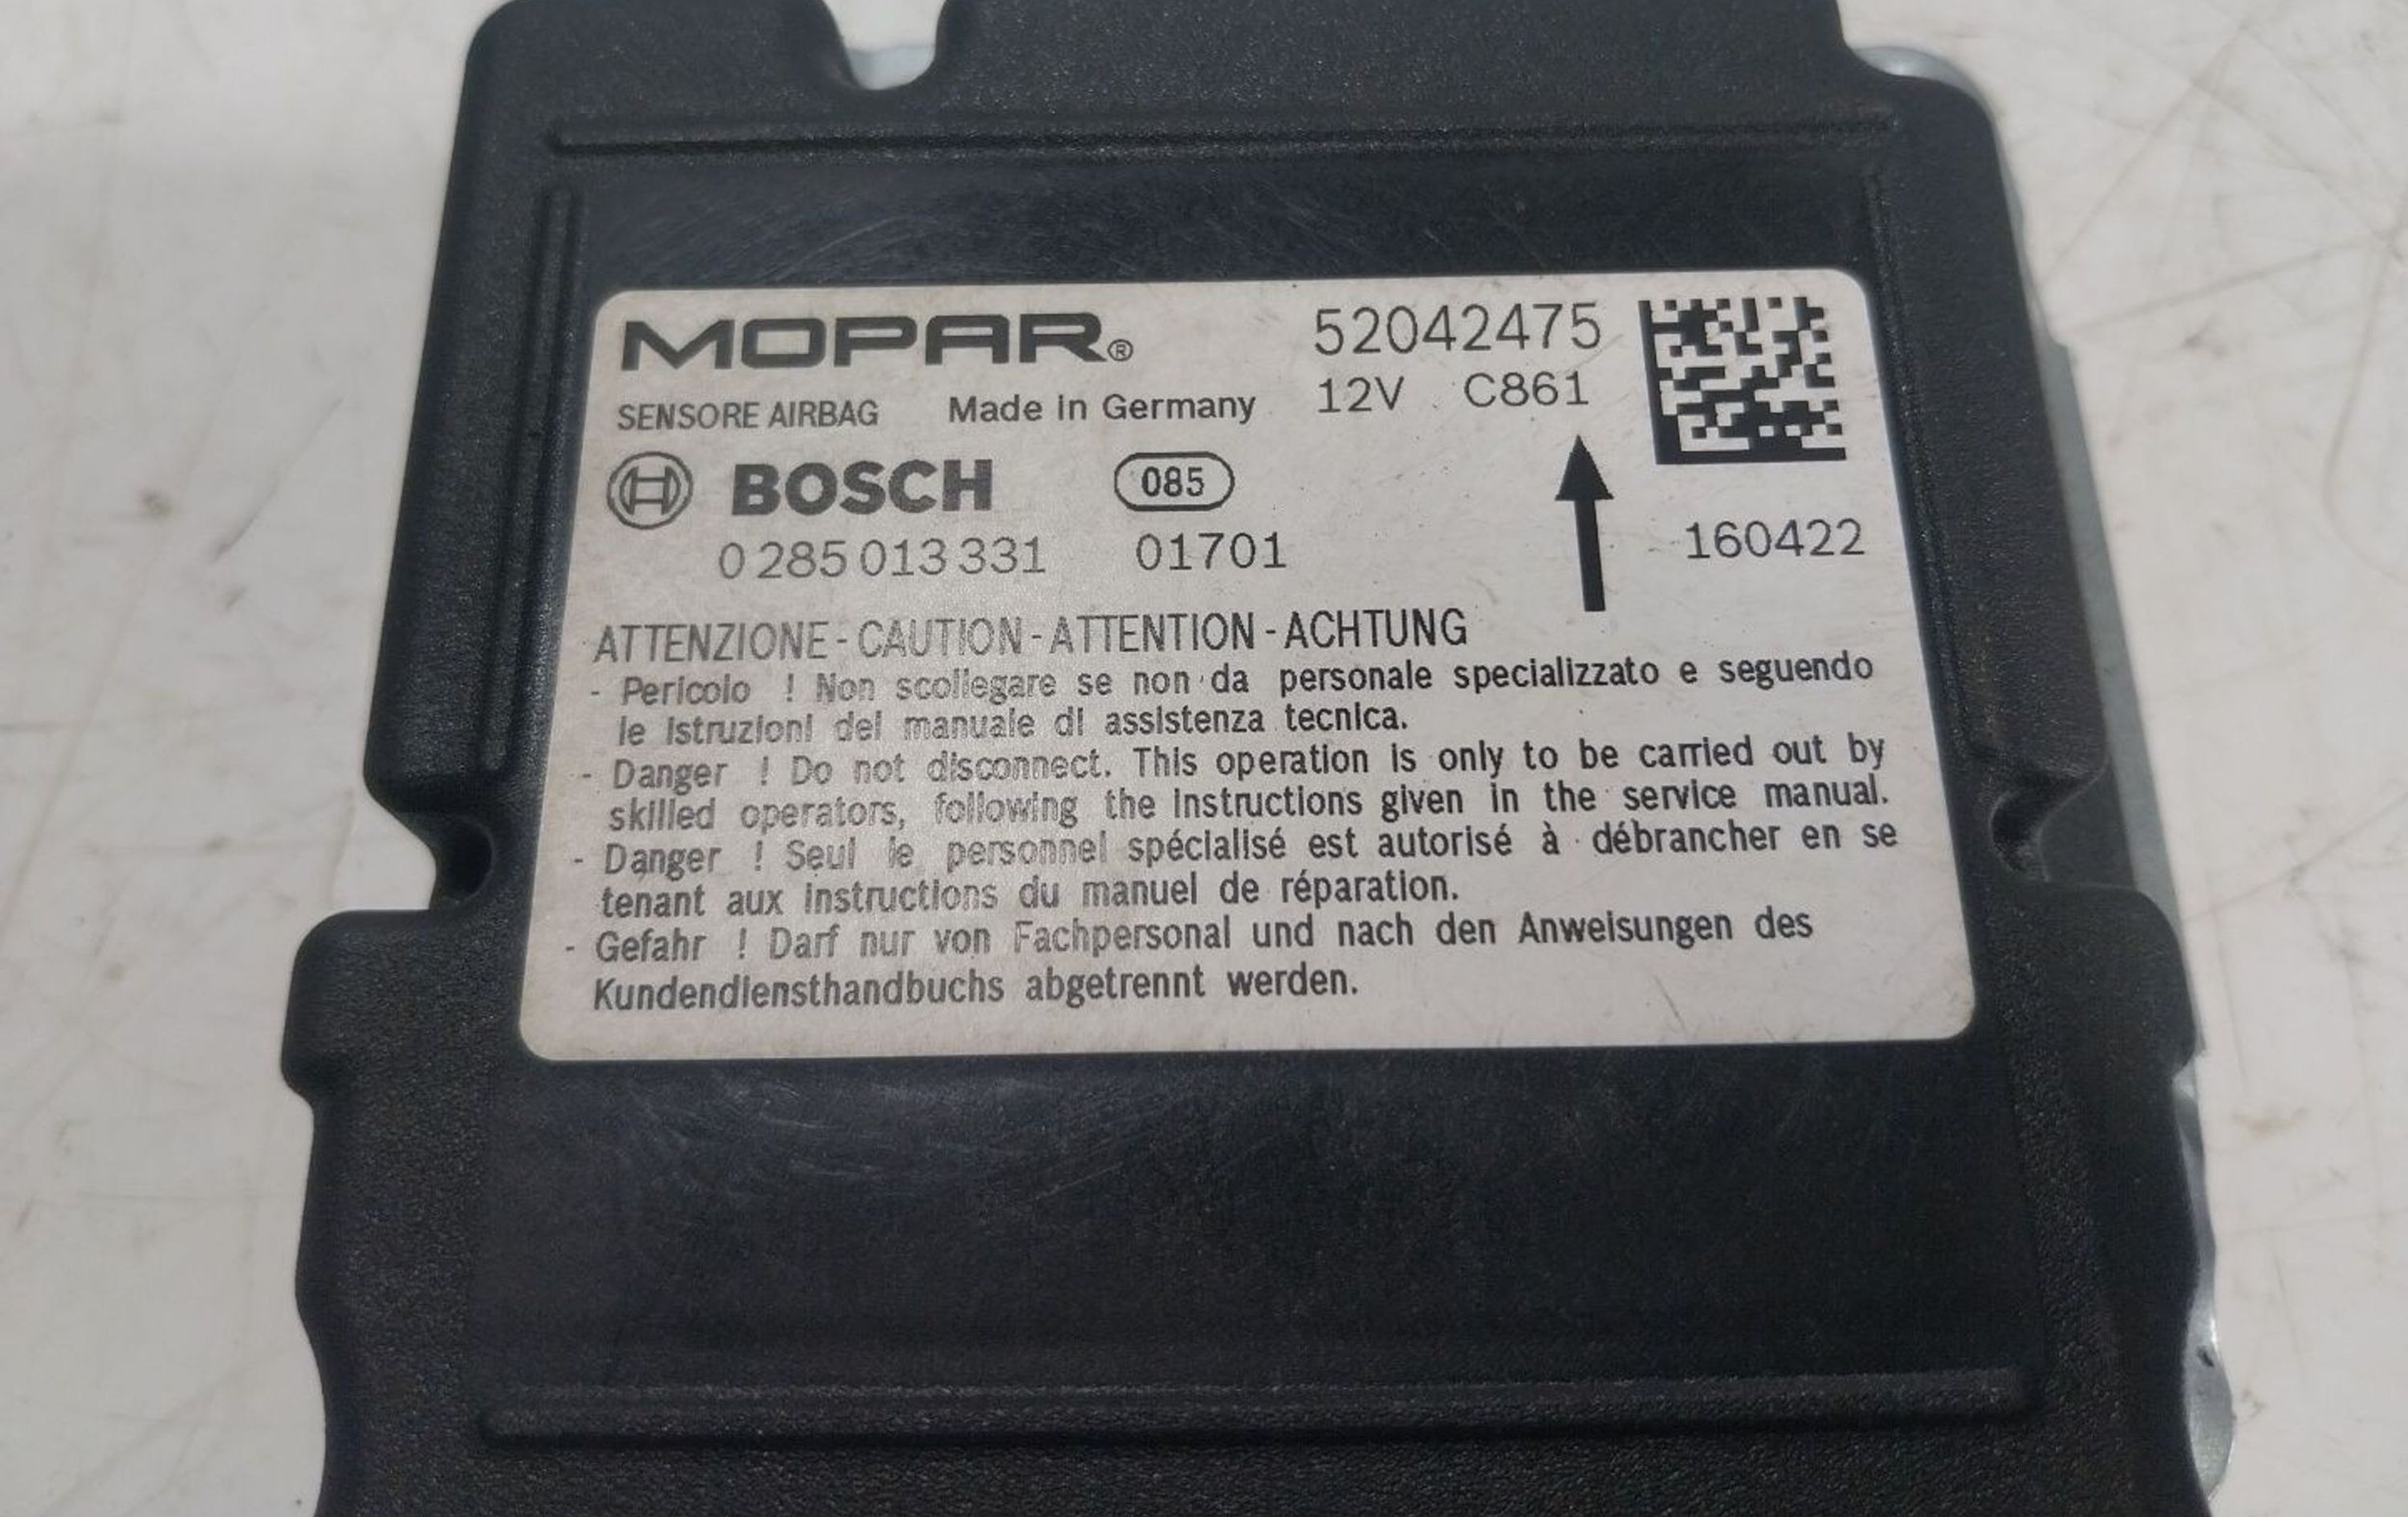 MOPAR® 52042475
SENSORE AIRBAG Made in Germany 12V C861
BOSCH 085
0 285 013 331 01701 160422
ATTENZIONE - CAUTION - ATTENTION - ACHTUNG
- Pericolo ! Non scollegare se non da personale specializzato e seguendo
le istruzioni del manuale di assistenza tecnica.
- Danger ! Do not disconnect. This operation is only to be carried out by
skilled operators, following the instructions given in the service manual.
- Danger ! Seul le personnel spécialisé est autorisé à débrancher en se
tenant aux instructions du manuel de réparation.
- Gefahr ! Darf nur von Fachpersonal und nach den Anweisungen des
Kundendiensthandbuchs abgetrennt werden.